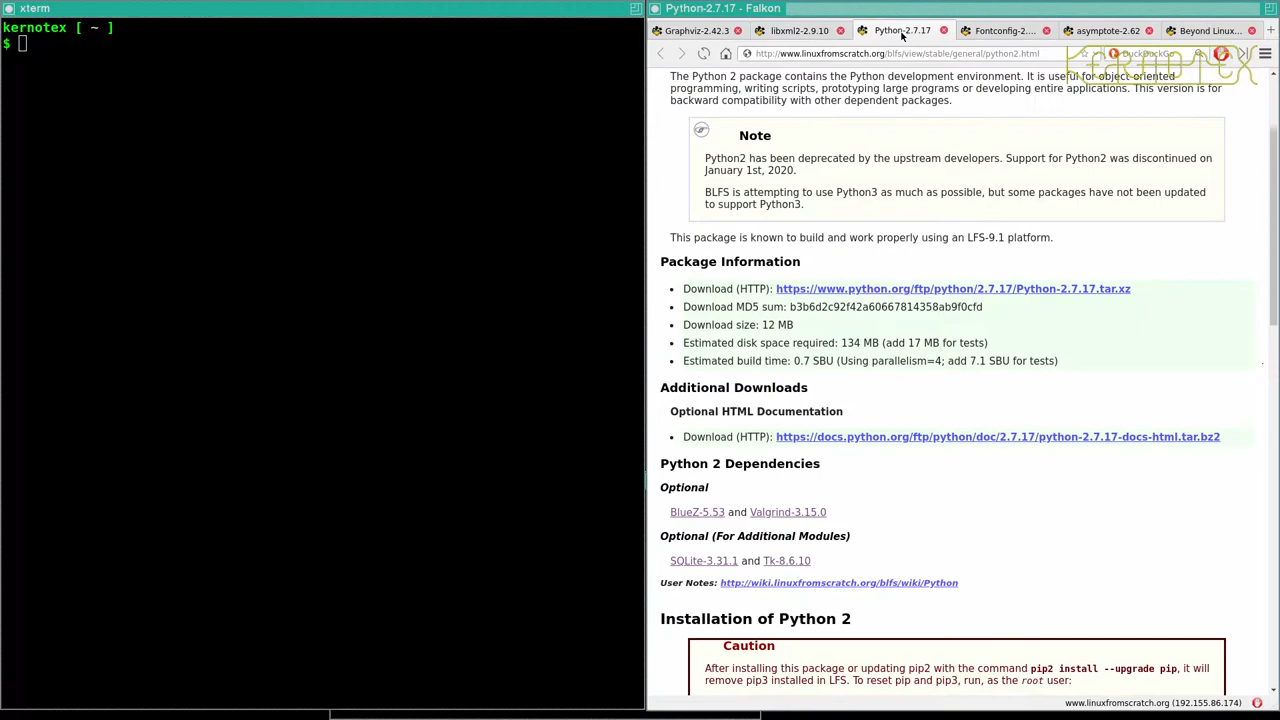 xterm
kernotex [ ~ ]
$
Python-2.7.17 - Falkon
Graphviz-2.42.3
libxml2-2.9.10
Python-2.7.17
Fontconfig-2....
asymptote-2.62
Beyond Linux...
http://www.linuxfromscratch.org/blfs/view/stable/general/python2.html
DuckDuckGo
kernotex
The Python 2 package contains the Python development environment. It is useful for object-oriented
programming, writing scripts, prototyping large programs or developing entire applications. This version is for
backward compatibility with other dependent packages.
Note
Python2 has been deprecated by the upstream developers. Support for Python2 was discontinued on
January 1st, 2020.
BLFS is attempting to use Python3 as much as possible, but some packages have not been updated
to support Python3.
This package is known to build and work properly using an LFS-9.1 platform.
Package Information
• Download (HTTP): https://www.python.org/ftp/python/2.7.17/Python-2.7.17.tar.xz
• Download MD5 sum: b3b6d2c92f42a60667814358ab9f0cfd
• Download size: 12 MB
• Estimated disk space required: 134 MB (add 17 MB for tests)
• Estimated build time: 0.7 SBU (Using parallelism=4; add 7.1 SBU for tests)
Additional Downloads
Optional HTML Documentation
• Download (HTTP): https://docs.python.org/ftp/python/doc/2.7.17/python-2.7.17-docs-html.tar.bz2
Python 2 Dependencies
Optional
BlueZ-5.53 and Valgrind-3.15.0
Optional (For Additional Modules)
SQLite-3.31.1 and Tk-8.6.10
User Notes: http://wiki.linuxfromscratch.org/blfs/wiki/Python
Installation of Python 2
Caution
After installing this package or updating pip2 with the command pip2 install --upgrade pip, it will
remove pip3 installed in LFS. To reset pip and pip3, run, as the root user:
www.linuxfromscratch.org (192.155.86.174)